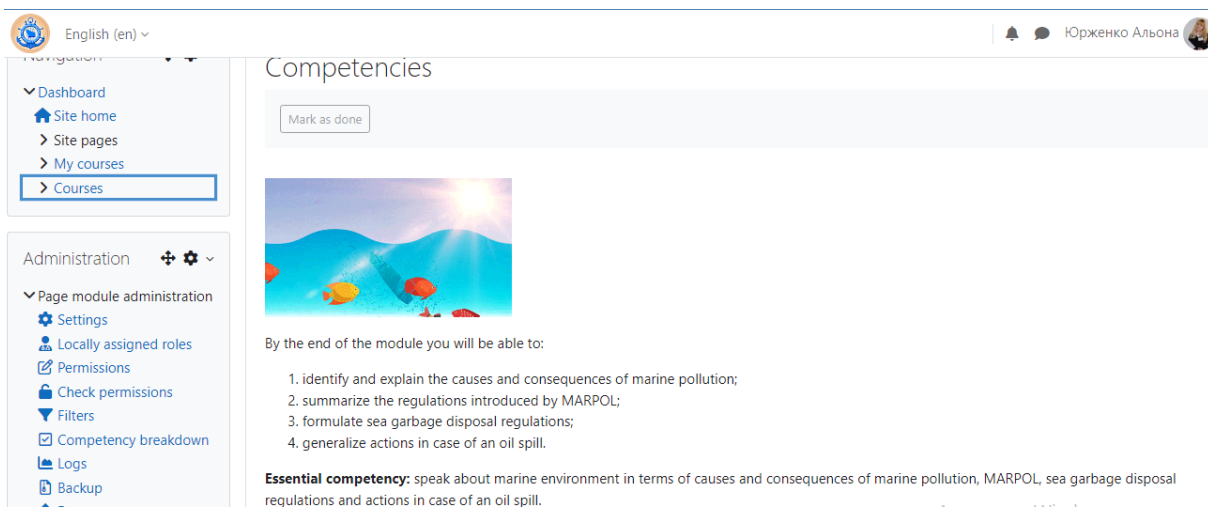 English (en)
Юрженко Альона
Navigation
Dashboard
Site home
Site pages
My courses
Courses
Administration
Page module administration
Settings
Locally assigned roles
Permissions
Check permissions
Filters
Competency breakdown
Logs
Backup
Competencies
Mark as done
By the end of the module you will be able to:
1. identify and explain the causes and consequences of marine pollution;
2. summarize the regulations introduced by MARPOL;
3. formulate sea garbage disposal regulations;
4. generalize actions in case of an oil spill.
Essential competency: speak about marine environment in terms of causes and consequences of marine pollution, MARPOL, sea garbage disposal
regulations and actions in case of an oil spill.